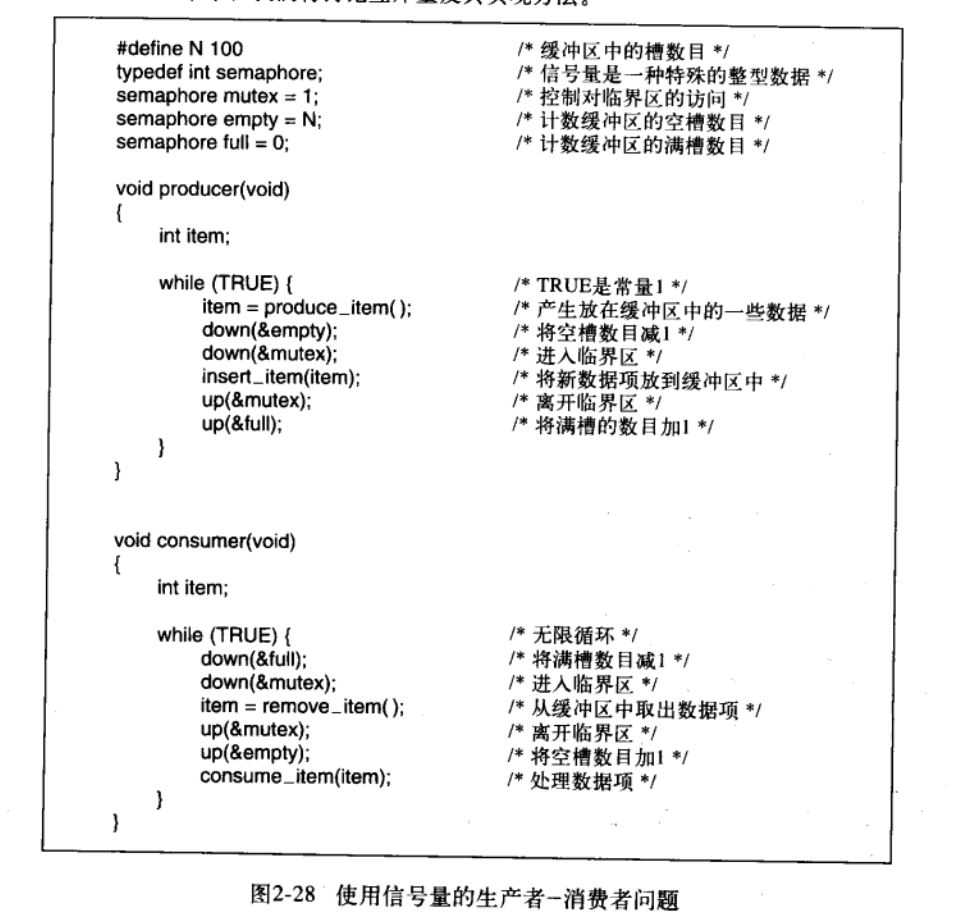 #define N 100 /* 缓冲区中的槽数目 */
typedef int semaphore; /* 信号量是一种特殊的整型数据 */
semaphore mutex = 1; /* 控制对临界区的访问 */
semaphore empty = N; /* 计数缓冲区的空槽数目 */
semaphore full = 0; /* 计数缓冲区的满槽数目 */
void producer(void)
{
int item;
while (TRUE) { /* TRUE是常量1 */
item = produce_item( ); /* 产生放在缓冲区中的一些数据 */
down(&empty); /* 将空槽数目减1 */
down(&mutex); /* 进入临界区 */
insert_item(item); /* 将新数据项放到缓冲区中 */
up(&mutex); /* 离开临界区 */
up(&full); /* 将满槽的数目加1 */
}
}
void consumer(void)
{
int item;
while (TRUE) { /* 无限循环 */
down(&full); /* 将满槽数目减1 */
down(&mutex); /* 进入临界区 */
item = remove_item( ); /* 从缓冲区中取出数据项 */
up(&mutex); /* 离开临界区 */
up(&empty); /* 将空槽数目加1 */
consume_item(item); /* 处理数据项 */
}
}
图2-28 使用信号量的生产者-消费者问题